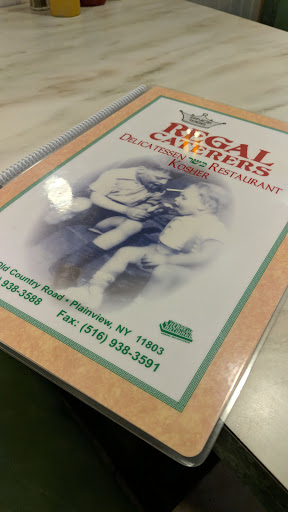 REGAL
CATERERS
DELICATESSEN כשר RESTAURANT
KOSHER
Old Country Road • Plainview, NY 11803
938-3588
Fax: (516) 938-3591